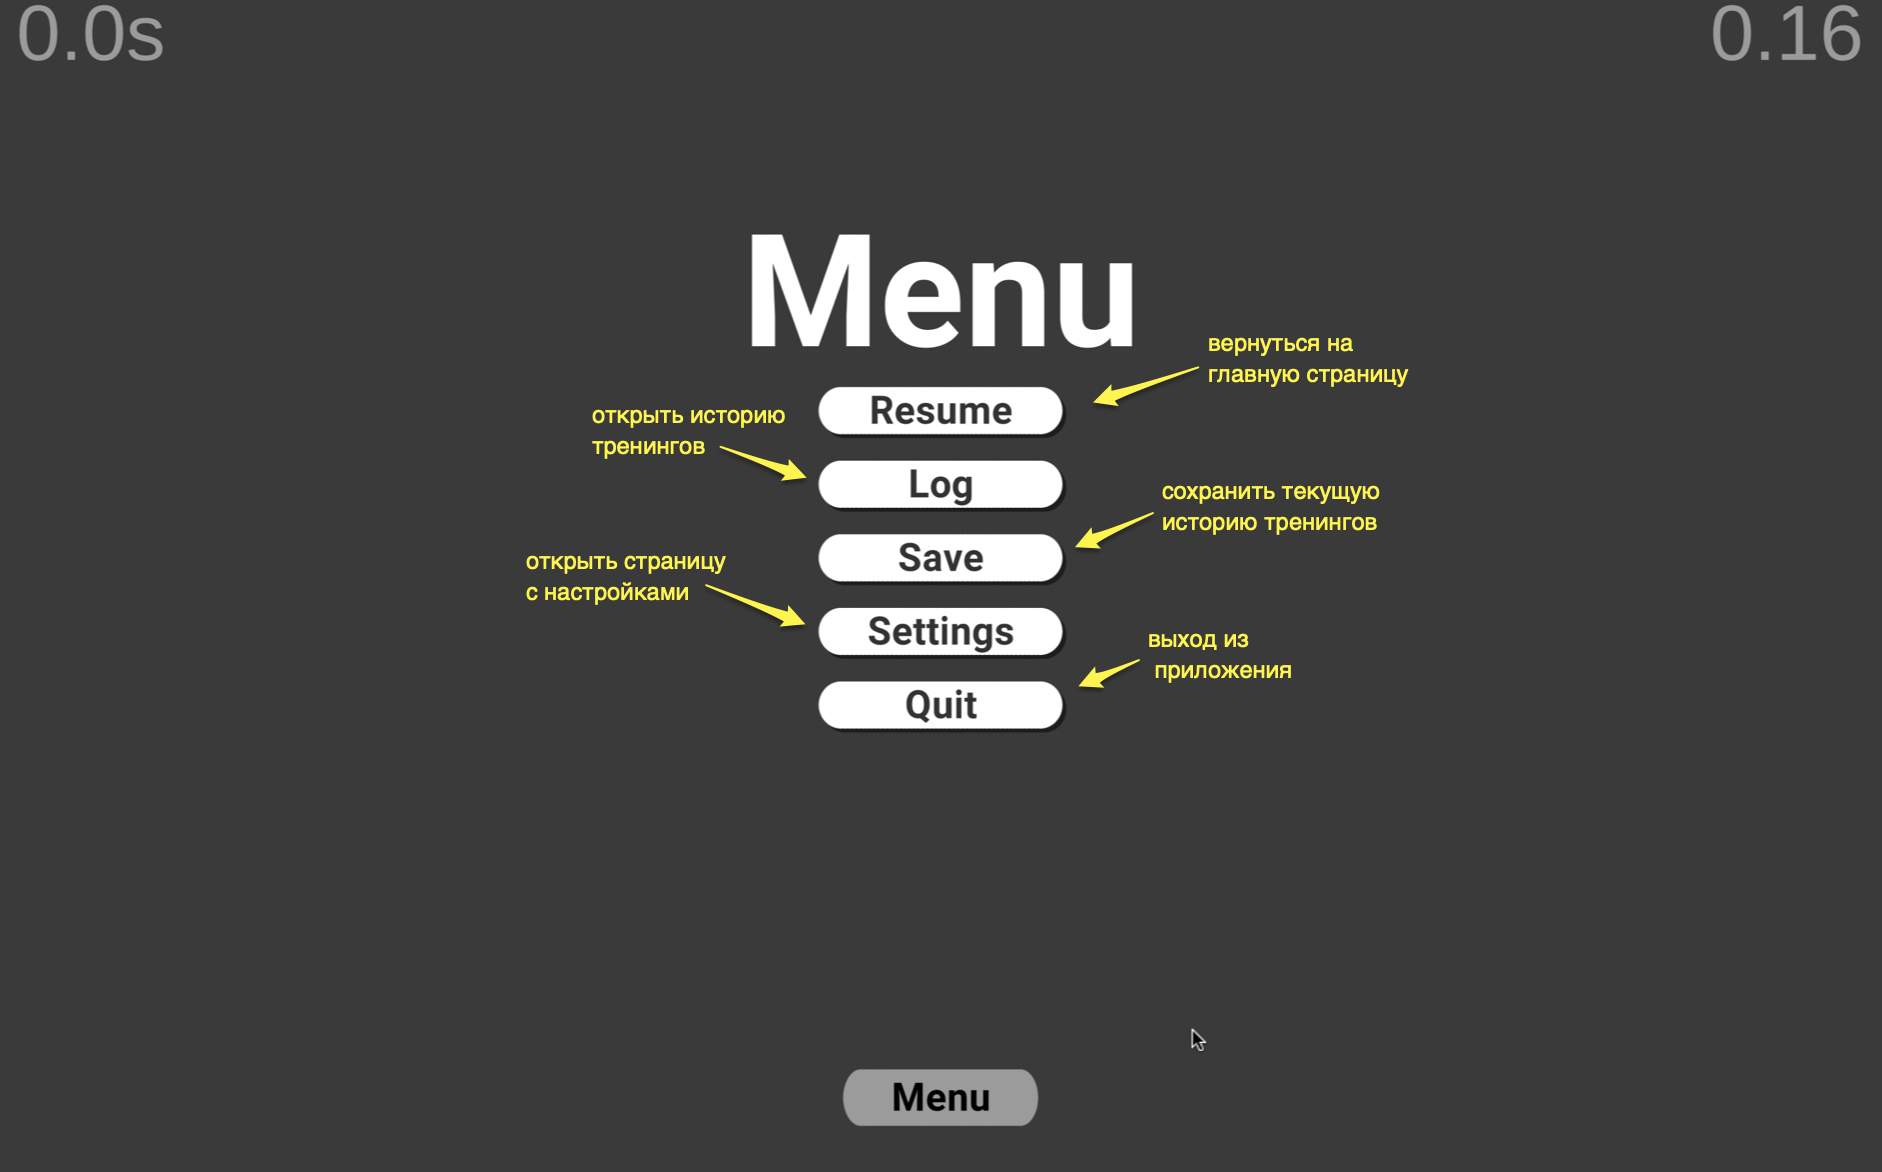 0.0s
0.16
Menu
вернуться на
главную страницу
Resume
открыть историю
тренингов
Log
сохранить текущую
историю тренингов
Save
открыть страницу
с настройками
Settings
выход из
приложения
Quit
Menu